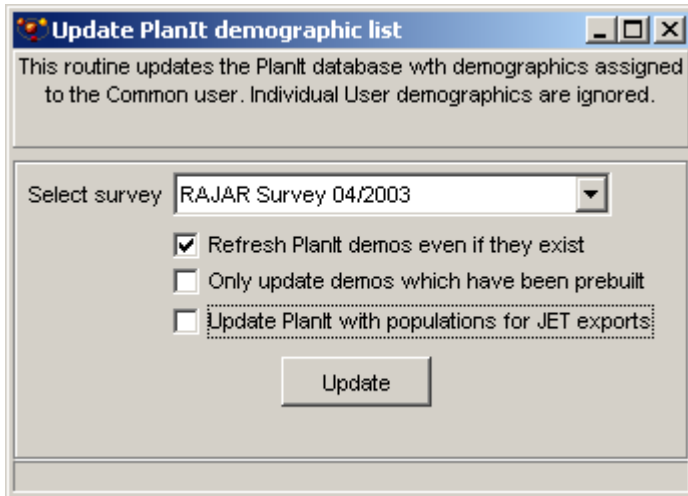 Update PlanIt demographic list
This routine updates the PlanIt database wth demographics assigned
to the Common user. Individual User demographics are ignored.
Select survey RAJAR Survey 04/2003
Refresh PlanIt demos even if they exist
Only update demos which have been prebuilt
Update PlanIt with populations for JET exports
Update